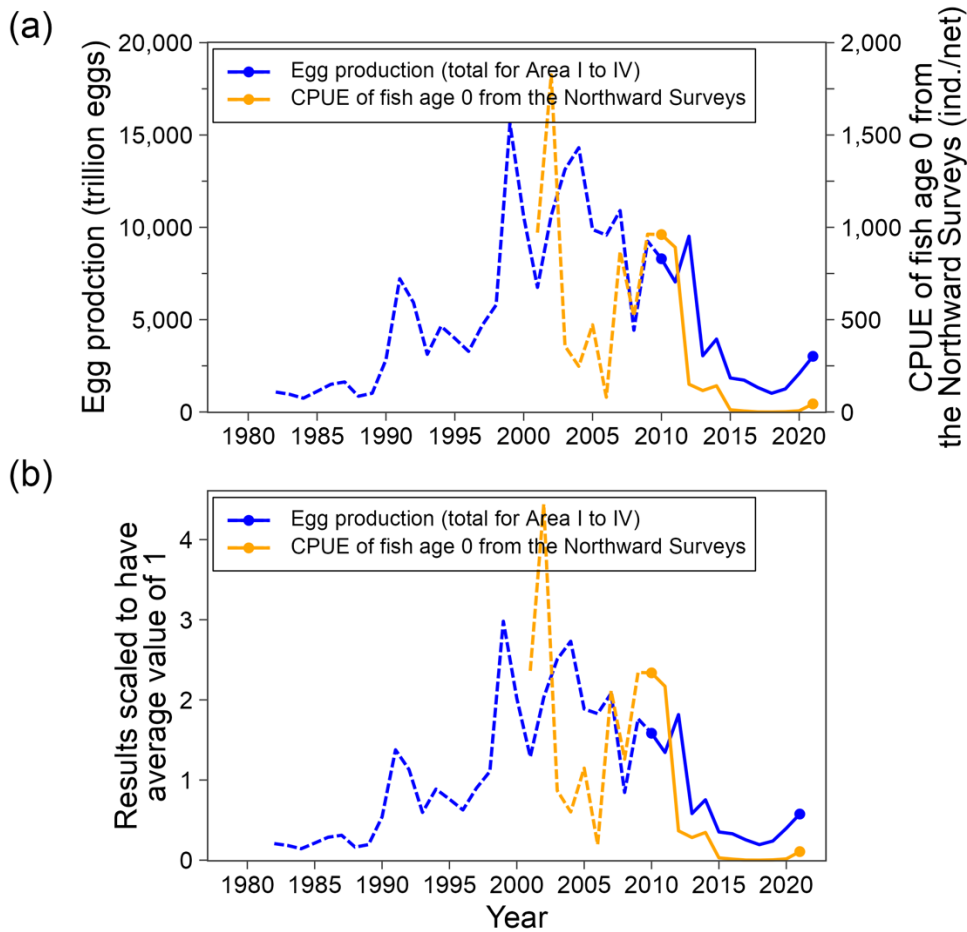 (a)
Egg prodction (trillion eggs)
20,000
15,000
10,000
5,000
0
Egg production (total for Area I to IV)
CPUE of fish age 0 from the Northward Surveys
2,000
1,500
1,000
500
0
CPUE of fish age 0 from
the Northward Surveys (ind./net)
1980 1985 1990 1995 2000 2005 2010 2015 2020
(b)
Results scaled to have
average value of 1
4
3
2
1
0
Egg production (total for Area I to IV)
CPUE of fish age 0 from the Northward Surveys
1980 1985 1990 1995 2000 2005 2010 2015 2020
Year